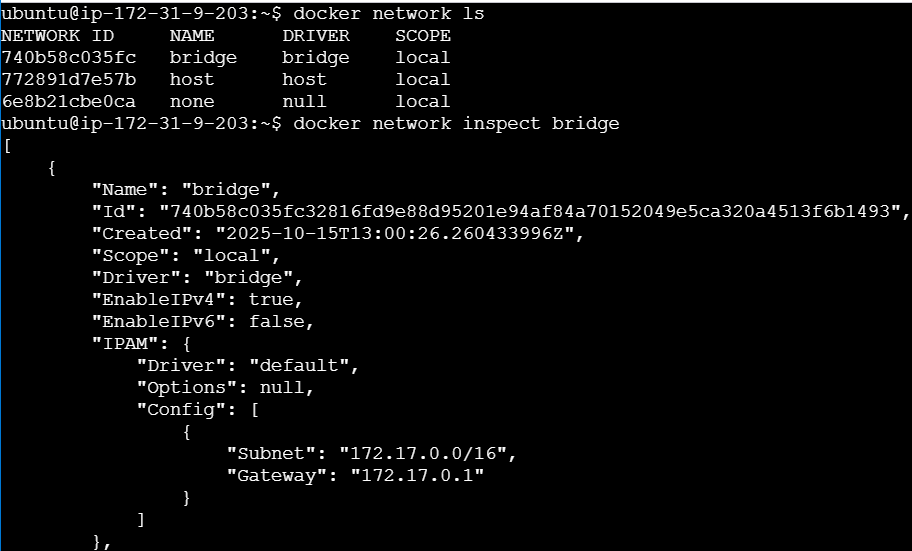 ubuntu@ip-172-31-9-203:~$ docker network ls
NETWORK ID     NAME      DRIVER    SCOPE
740b58c035fc   bridge    bridge    local
772891d7e57b   host      host      local
6e8b21cbe0ca   none      null      local
ubuntu@ip-172-31-9-203:~$ docker network inspect bridge
[
    {
        "Name": "bridge",
        "Id": "740b58c035fc32816fd9e88d95201e94af84a70152049e5ca320a4513f6b1493",
        "Created": "2025-10-15T13:00:26.260433996Z",
        "Scope": "local",
        "Driver": "bridge",
        "EnableIPv4": true,
        "EnableIPv6": false,
        "IPAM": {
            "Driver": "default",
            "Options": null,
            "Config": [
                {
                    "Subnet": "172.17.0.0/16",
                    "Gateway": "172.17.0.1"
                }
            ]
        },